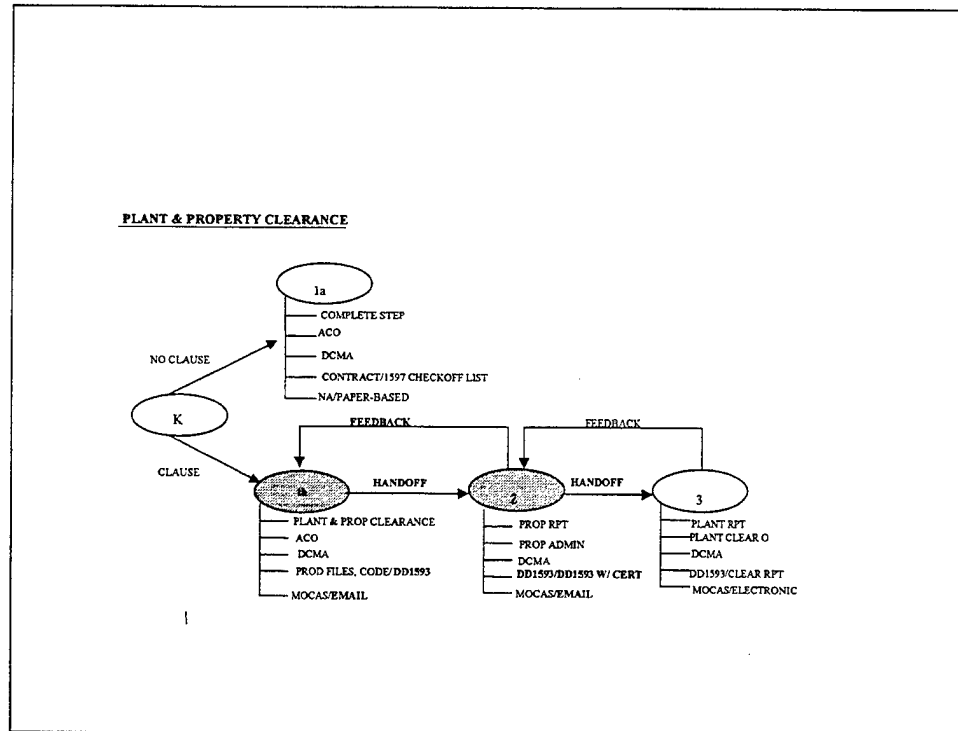 PLANT & PROPERTY CLEARANCE
1a
COMPLETE STEP
ACO
DCMA
CONTRACT/1597 CHECKOFF LIST
NA/PAPER-BASED
NO CLAUSE
K
CLAUSE
FEEDBACK
FEEDBACK
HANDOFF
2
HANDOFF
3
PLANT & PROP CLEARANCE
ACO
DCMA
PROD FILES, CODE/DD1593
MOCAS/EMAIL
PROP RPT
PROP ADMIN
DCMA
DD1593/DD1593 W/ CERT
MOCAS/EMAIL
PLANT RPT
PLANT CLEAR O
DCMA
DD1593/CLEAR RPT
MOCAS/ELECTRONIC